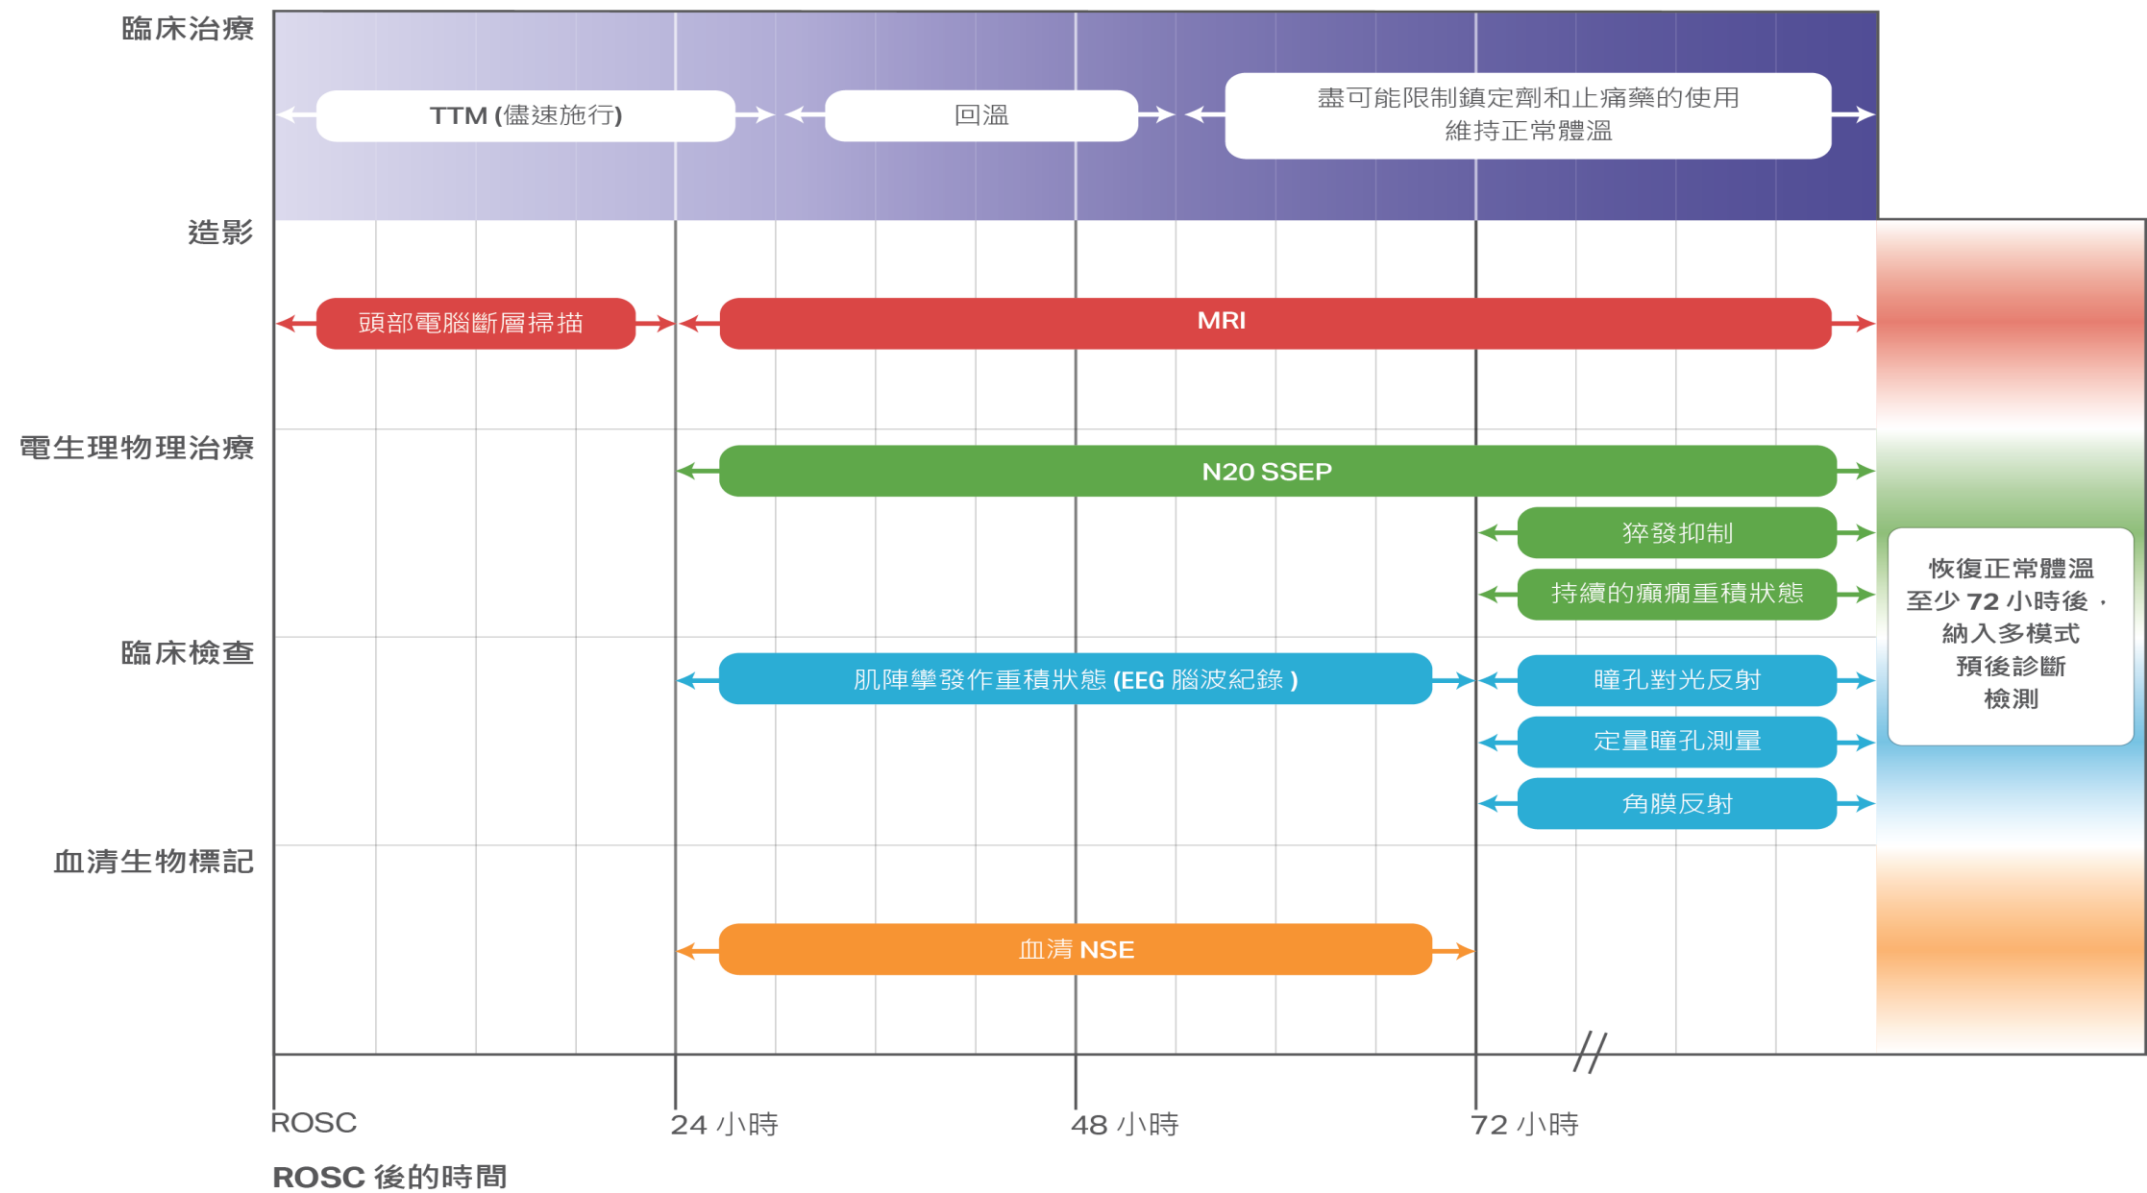 臨床治療
TTM (儘速施行)
回溫
盡可能限制鎮定劑和止痛藥的使用
維持正常體溫
造影
頭部電腦斷層掃描
MRI
電生理物理治療
N20 SSEP
猝發抑制
持續的癲癇重積狀態
臨床檢查
肌陣攣發作重積狀態 (EEG 腦波紀錄 )
瞳孔對光反射
定量瞳孔測量
角膜反射
血清生物標記
血清 NSE
恢復正常體溫
至少 72 小時後，
納入多模式
預後診斷
檢測
ROSC
24 小時
48 小時
72 小時
ROSC 後的時間